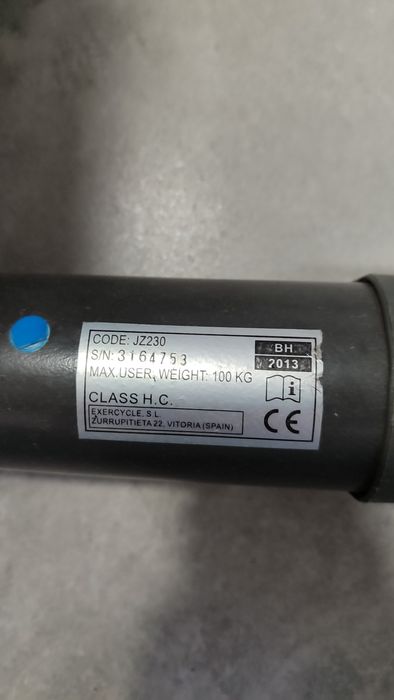 CODE: JZ230
S/N: 3164753
MAX.USER, WEIGHT: 100 KG
CLASS H.C.
EXERCYCLE, S.L.
ZURRUPITIETA 22, VITORIA (SPAIN)
BH
2013
i
CE